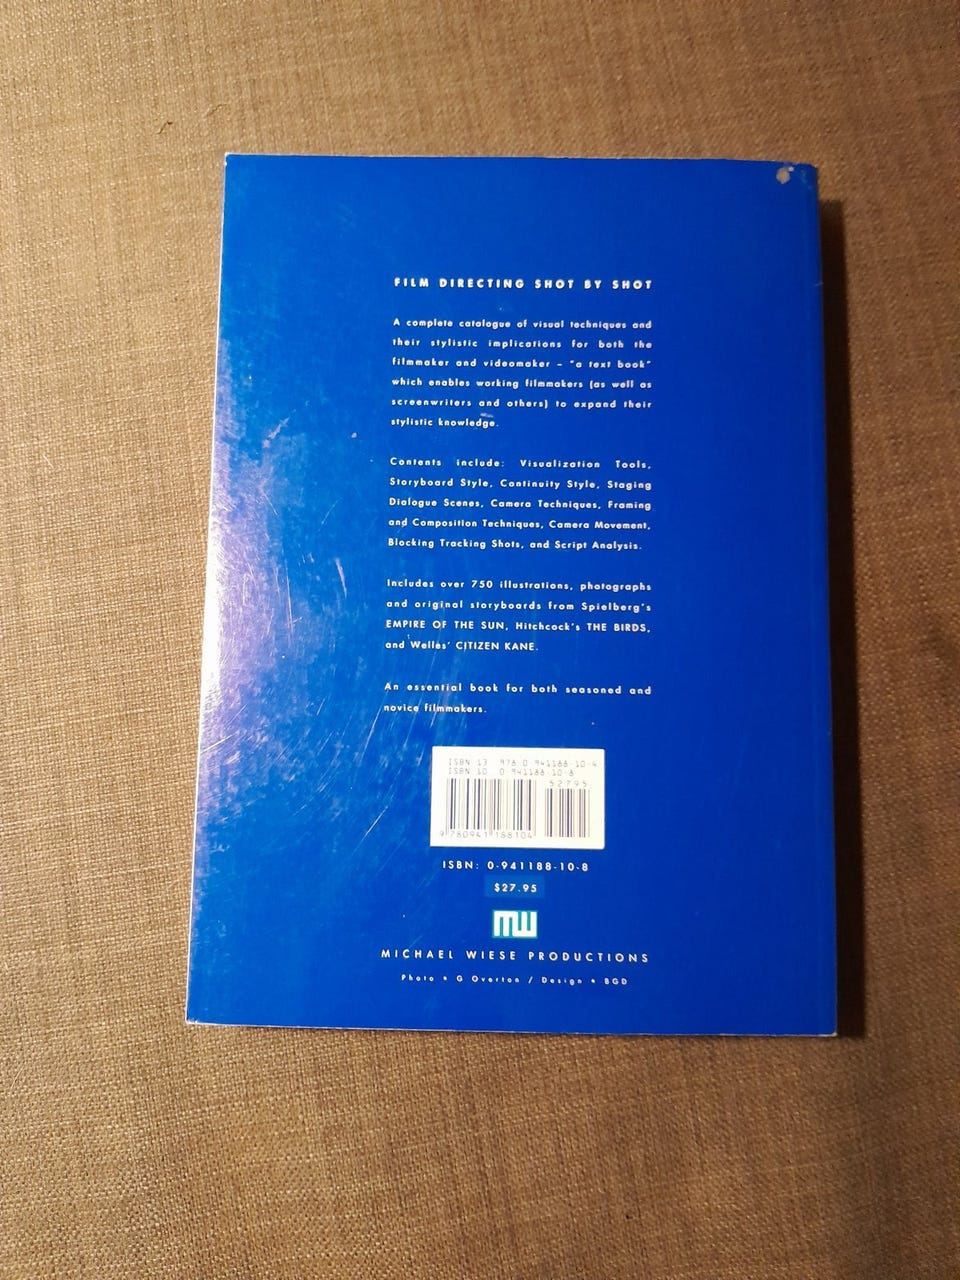 FILM DIRECTING SHOT BY SHOT
A complete catalogue of visual techniques and
their stylistic implications for both the
filmmaker and videomaker – "a text book"
which enables working filmmakers (as well as
screenwriters and others) to expand their
stylistic knowledge.
Contents include: Visualization Tools,
Storyboard Style, Continuity Style, Staging
Dialogue Scenes, Camera Techniques, Framing
and Composition Techniques, Camera Movement,
Blocking Tracking Shots, and Script Analysis.
Includes over 750 illustrations, photographs
and original storyboards from Spielberg's
EMPIRE OF THE SUN, Hitchcock's THE BIRDS,
and Welles' CITIZEN KANE.
An essential book for both seasoned and
novice filmmakers.
ISBN 13 978-0-941188-10-4
ISBN 10 0-941188-10-8
52795
9 780941 188104
ISBN: 0-941188-10-8
$27.95
MW
MICHAEL WIESE PRODUCTIONS
Photo • G Overton / Design • BGD